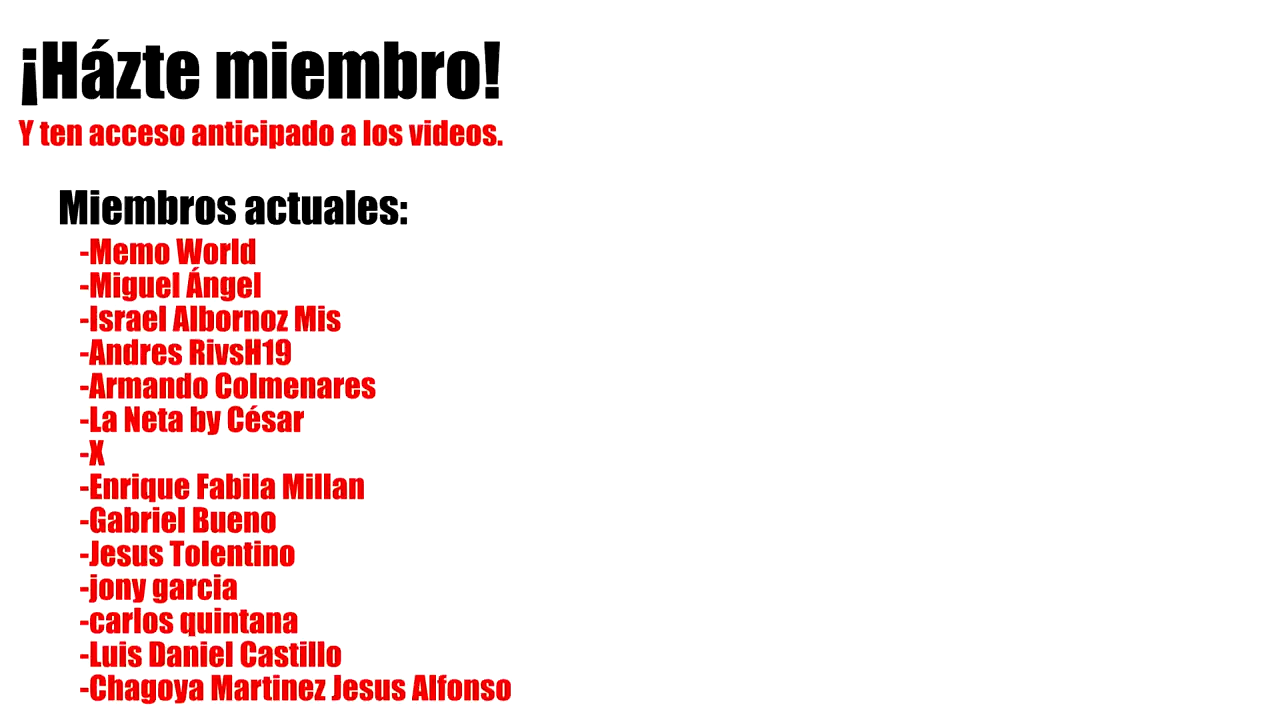 ¡Házte miembro!
Y ten acceso anticipado a los videos.
Miembros actuales:
-Memo World
-Miguel Ángel
-Israel Albornoz Mis
-Andres RivsH19
-Armando Colmenares
-La Neta by César
-X
-Enrique Fabila Millan
-Gabriel Bueno
-Jesus Tolentino
-jony garcia
-carlos quintana
-Luis Daniel Castillo
-Chagoya Martinez Jesus Alfonso